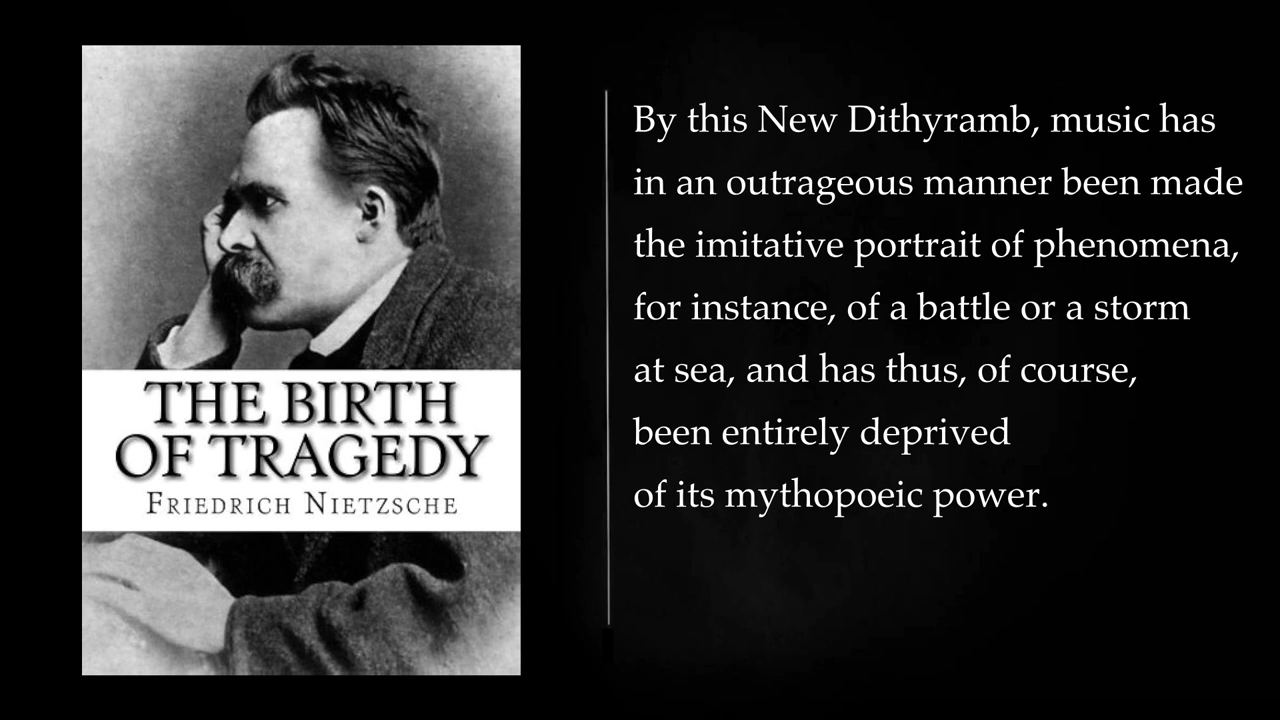 THE BIRTH
OF TRAGEDY
FRIEDRICH NIETZSCHE
By this New Dithyramb, music has
in an outrageous manner been made
the imitative portrait of phenomena,
for instance, of a battle or a storm
at sea, and has thus, of course,
been entirely deprived
of its mythopoeic power.